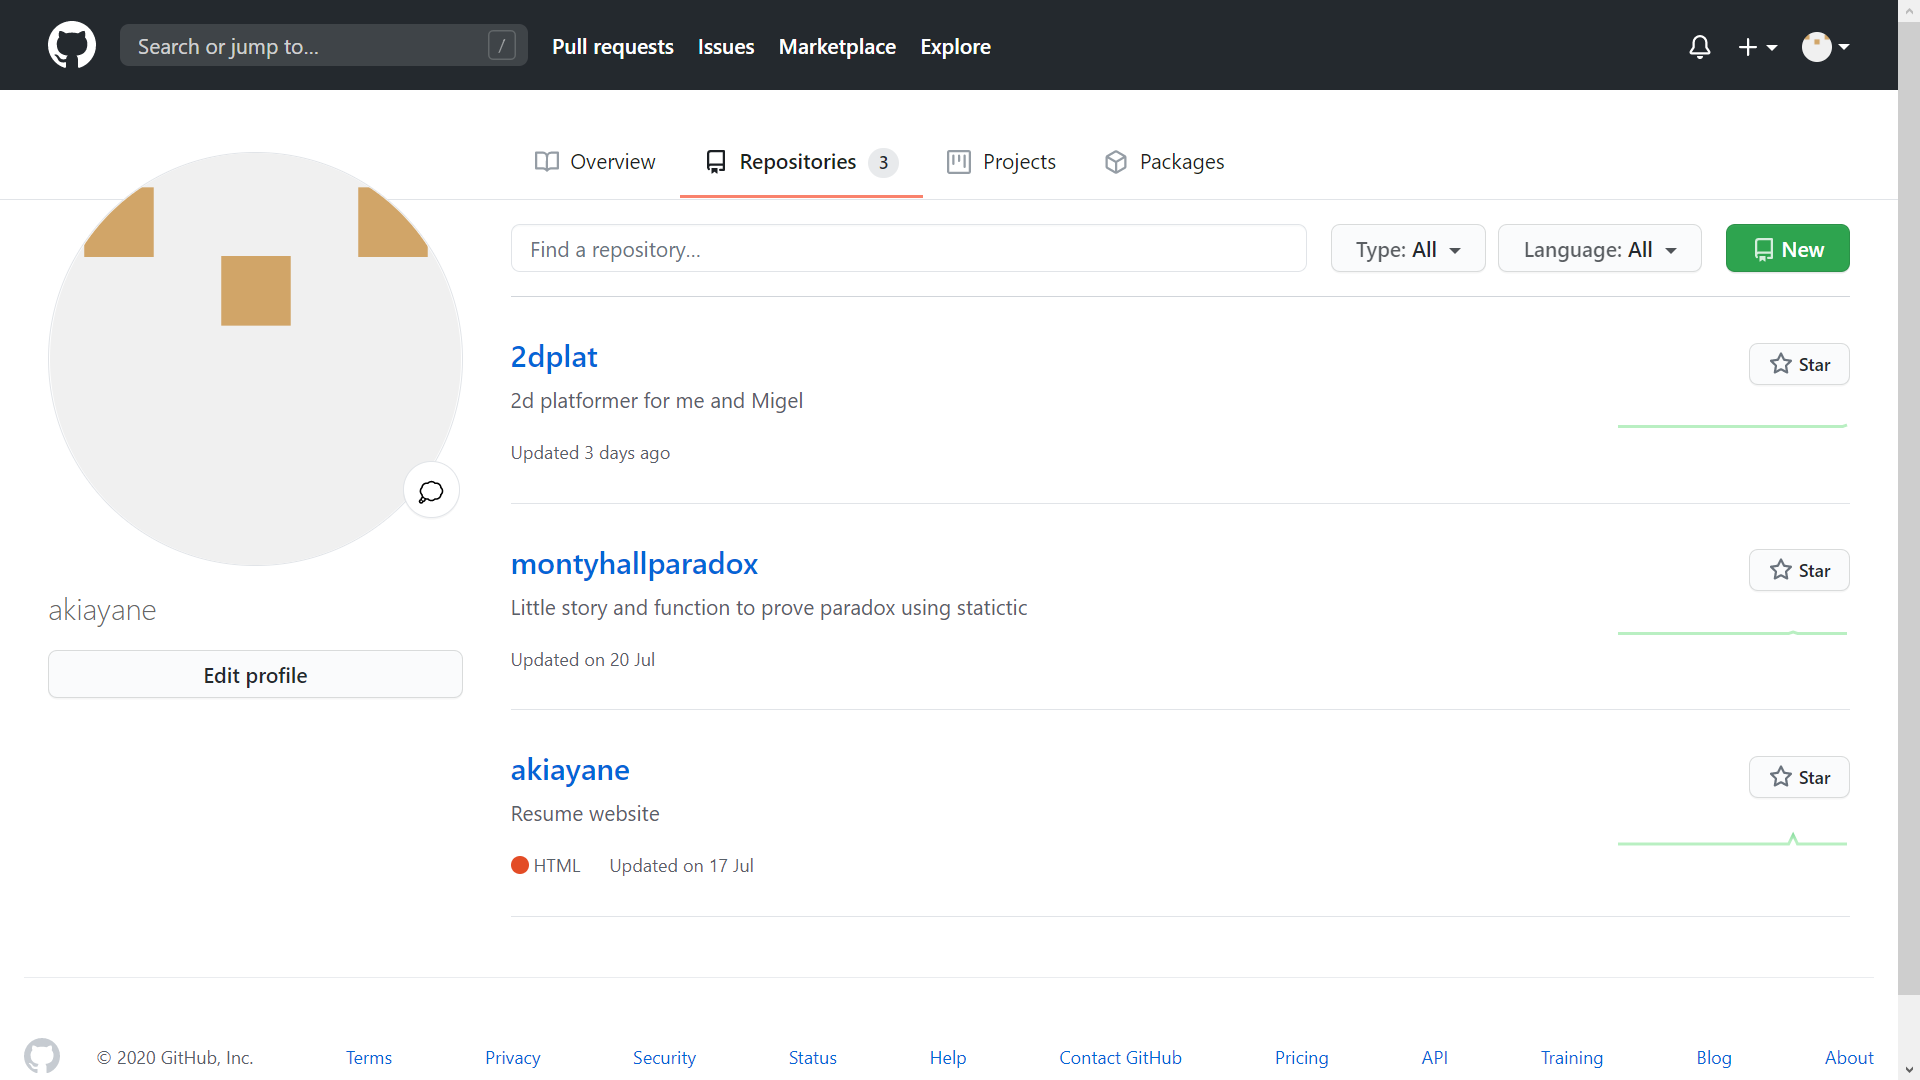 Search or jump to... /
Pull requests
Issues
Marketplace
Explore
Overview
Repositories 3
Projects
Packages
Find a repository...
Type: All
Language: All
New
2dplat
Star
2d platformer for me and Migel
Updated 3 days ago
montyhallparadox
Star
Little story and function to prove paradox using statictic
Updated on 20 Jul
akiayane
Edit profile
akiayane
Star
Resume website
HTML Updated on 17 Jul
© 2020 GitHub, Inc.
Terms
Privacy
Security
Status
Help
Contact GitHub
Pricing
API
Training
Blog
About